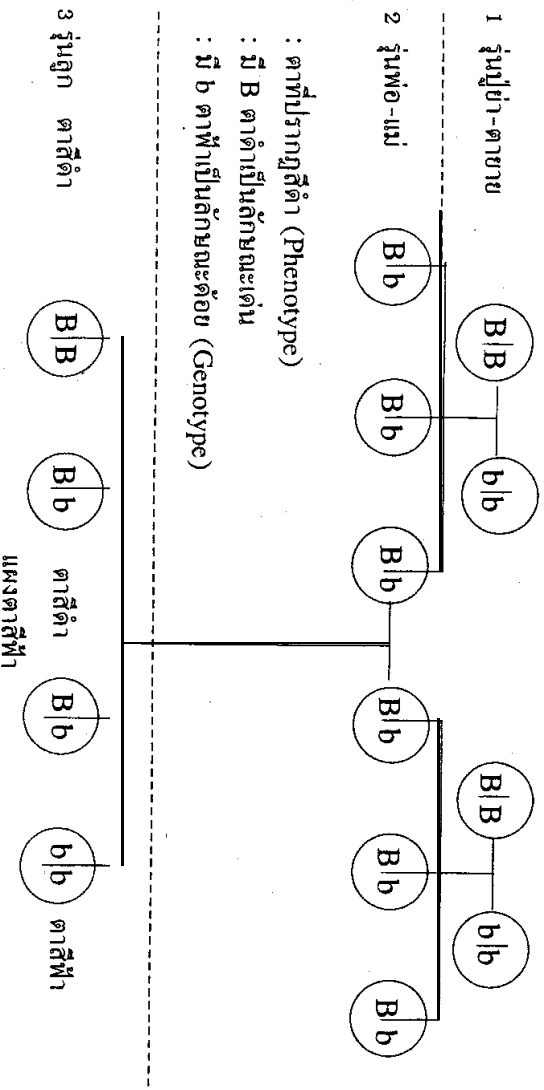 1 รุ่นปู่ย่า-ตายาย
B|B b|b B|B b|b
2 รุ่นพ่อ-แม่
B|b B|b B|b B|b B|b B|b
: ตาที่ปรากฏสีดำ (Phenotype)
: มี B ตาดำเป็นลักษณะเด่น
: มี b ตาฟ้าเป็นลักษณะด้อย (Genotype)
3 รุ่นลูก ตาสีดำ
B|B B|b ตาสีดำ B|b b|b ตาสีฟ้า
แผงตาสีฟ้า